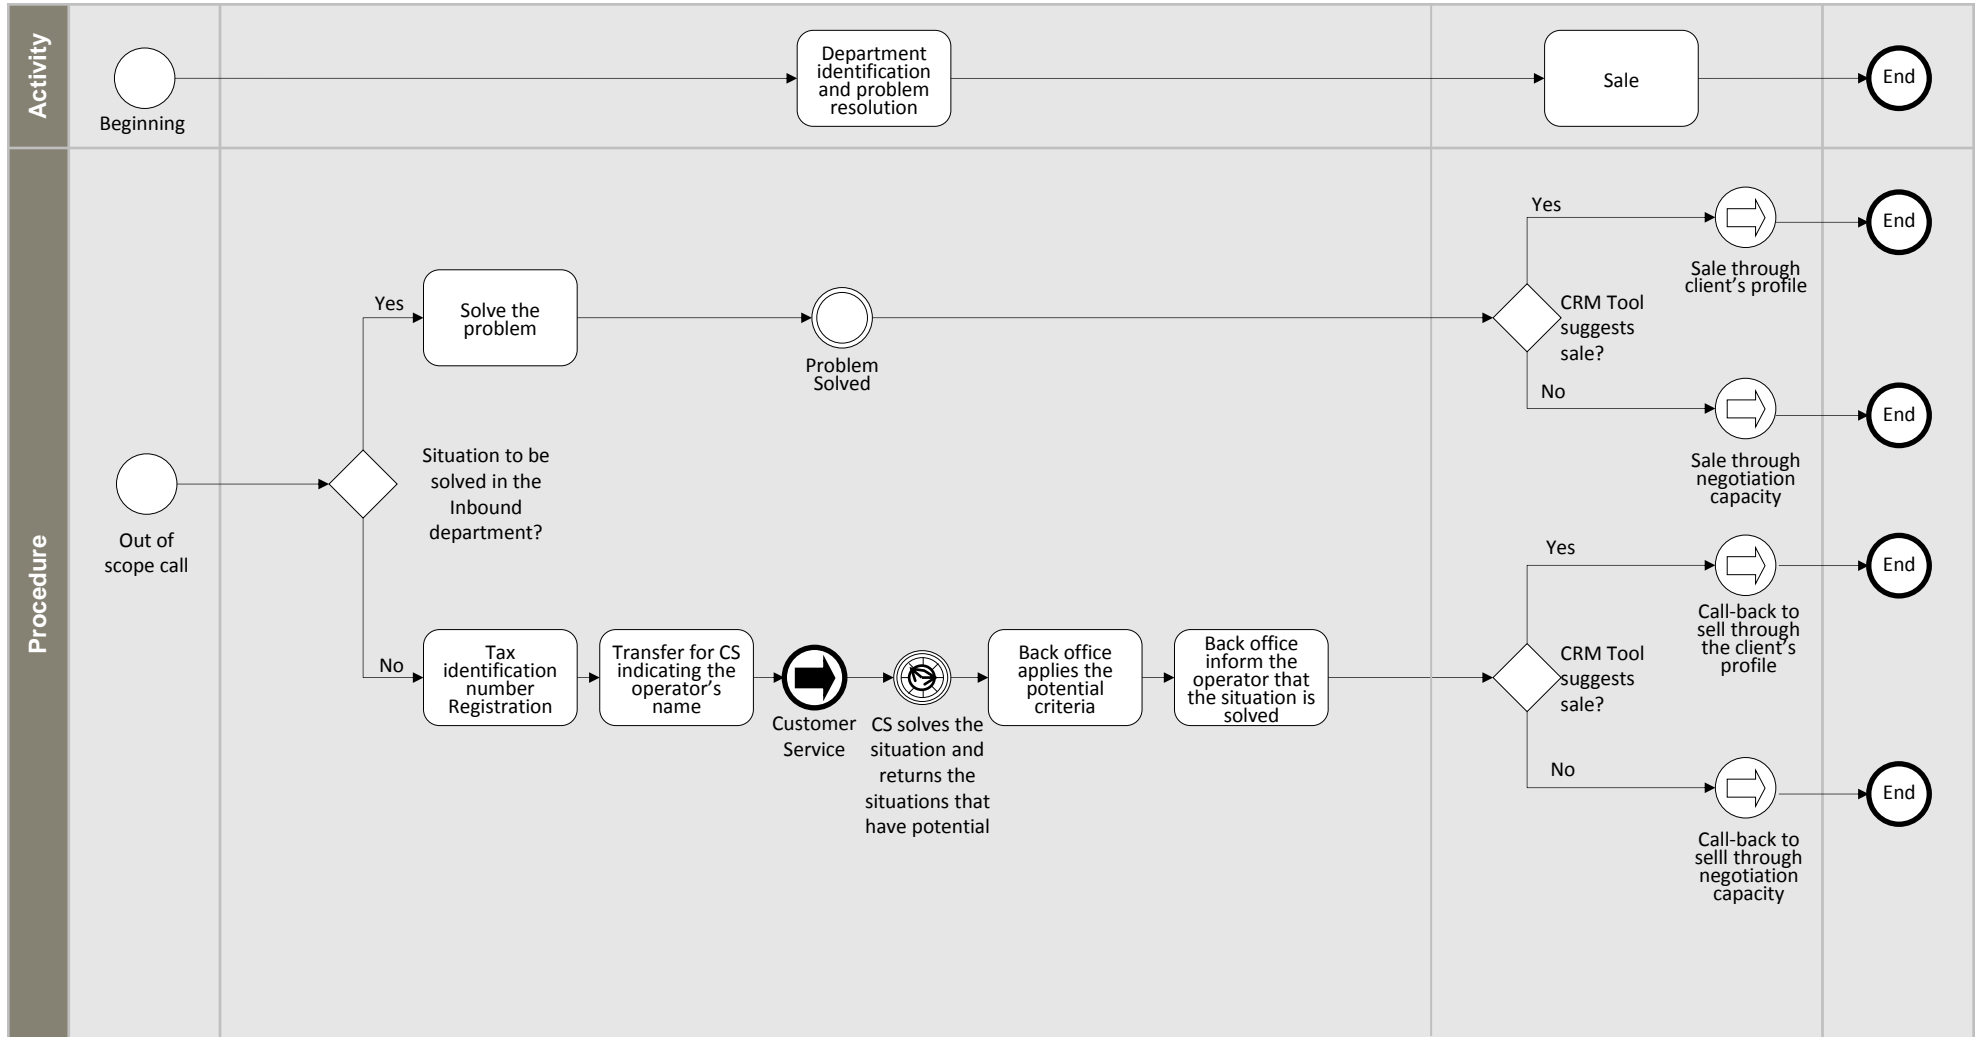 Activity
Beginning
Department
identification
and problem
resolution
Sale
End
Procedure
Out of
scope call
Situation to be
solved in the
Inbound
department?
Yes
Solve the
problem
Problem
Solved
CRM Tool
suggests
sale?
Yes
Sale through
client's profile
End
No
Sale through
negotiation
capacity
End
No
Tax
identification
number
Registration
Transfer for CS
indicating the
operator's
name
Customer
Service
CS solves the
situation and
returns the
situations that
have potential
Back office
applies the
potential
criteria
Back office
inform the
operator that
the situation is
solved
CRM Tool
suggests
sale?
Yes
Call-back to
sell through
the client's
profile
End
No
Call-back to
selll through
negotiation
capacity
End